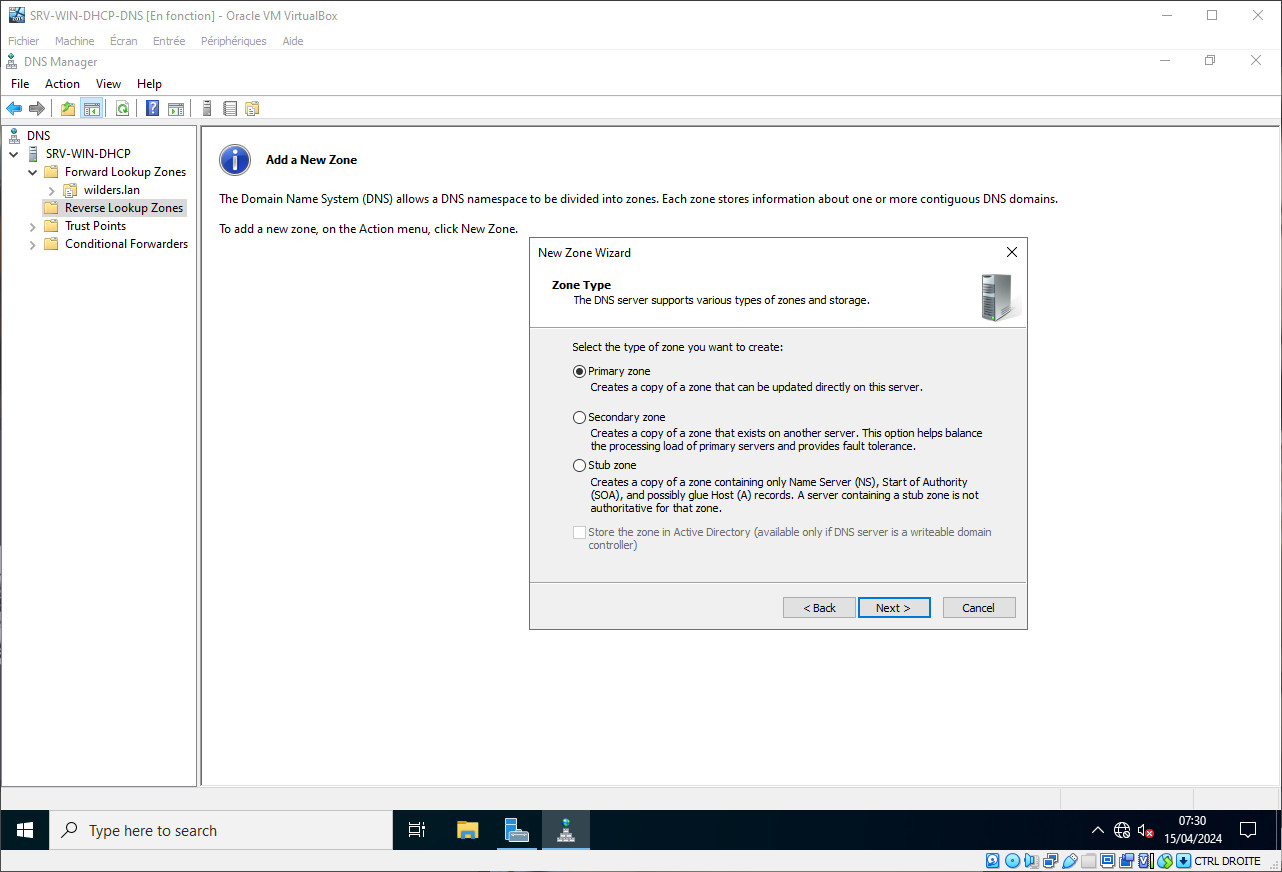 SRV-WIN-DHCP-DNS [En fonction] - Oracle VM VirtualBox
Fichier Machine Écran Entrée Périphériques Aide
DNS Manager
File Action View Help
DNS
SRV-WIN-DHCP
Forward Lookup Zones
wilders.lan
Reverse Lookup Zones
Trust Points
Conditional Forwarders
Add a New Zone
The Domain Name System (DNS) allows a DNS namespace to be divided into zones. Each zone stores information about one or more contiguous DNS domains.
To add a new zone, on the Action menu, click New Zone.
New Zone Wizard
Zone Type
The DNS server supports various types of zones and storage.
Select the type of zone you want to create:
Primary zone
Creates a copy of a zone that can be updated directly on this server.
Secondary zone
Creates a copy of a zone that exists on another server. This option helps balance
the processing load of primary servers and provides fault tolerance.
Stub zone
Creates a copy of a zone containing only Name Server (NS), Start of Authority
(SOA), and possibly glue Host (A) records. A server containing a stub zone is not
authoritative for that zone.
Store the zone in Active Directory (available only if DNS server is a writeable domain
controller)
< Back Next > Cancel
Type here to search
07:30
15/04/2024
CTRL DROITE